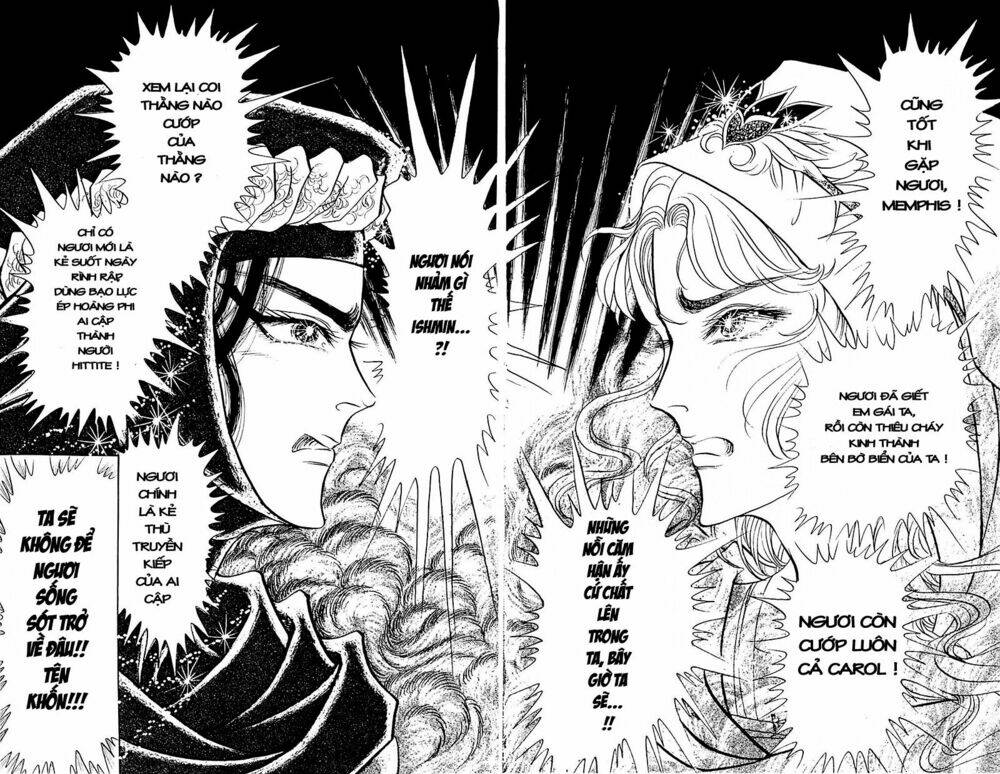 CŨNG
TỐT
KHI
GẶP
NGƯƠI,
MEMPHIS !
NGƯƠI ĐÃ GIẾT
EM GÁI TA,
RỒI CÒN THIÊU CHÁY
KINH THÀNH
BÊN BỜ BIỂN CỦA TA !
NGƯƠI CÒN
CƯỚP LUÔN
CẢ CAROL !
NHỮNG
NỖI CĂM
HẬN ẤY
CỨ CHẤT
LÊN
TRONG
TA, BÂY
GIỜ TA
SẼ...
!!
NGƯƠI NÓI
NHẢM GÌ
THẾ
ISHMIN...
?!
XEM LẠI COI
THẰNG NÀO
CƯỚP
CỦA
THẰNG
NÀO ?
CHỈ CÓ
NGƯƠI MỚI LÀ
KẺ SUỐT NGÀY
RÌNH RẬP
DÙNG BẠO LỰC
ÉP HOÀNG PHI
AI CẬP
THÀNH
NGƯỜI
HITTITE !
NGƯƠI
CHÍNH
LÀ KẺ
THÙ
TRUYỀN
KIẾP
CỦA AI
CẬP
TA SẼ
KHÔNG ĐỂ
NGƯƠI
SỐNG
SÓT TRỞ
VỀ ĐÂU!!
TÊN
KHỐN!!!